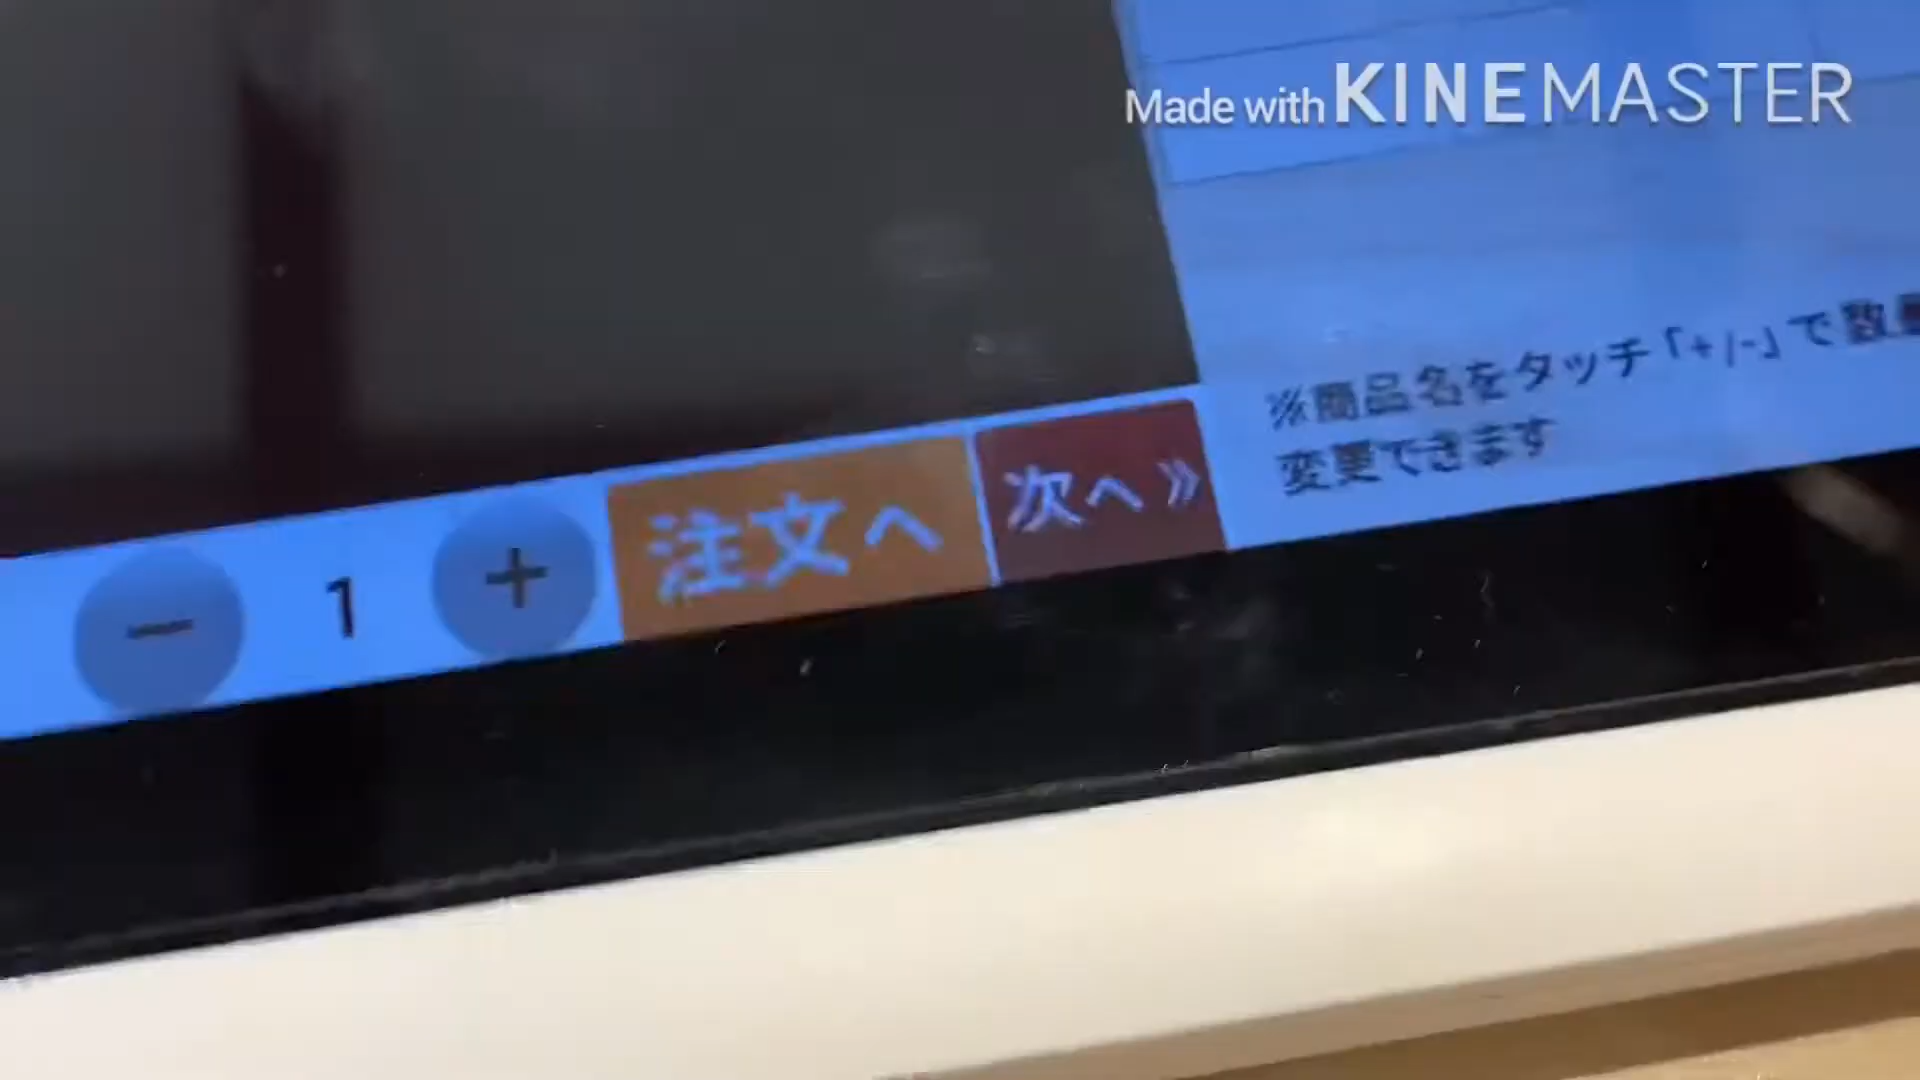 Made with KINEMASTER
※商品名をタッチ「+/-」で数量
変更できます
− 1 + 注文へ 次へ》